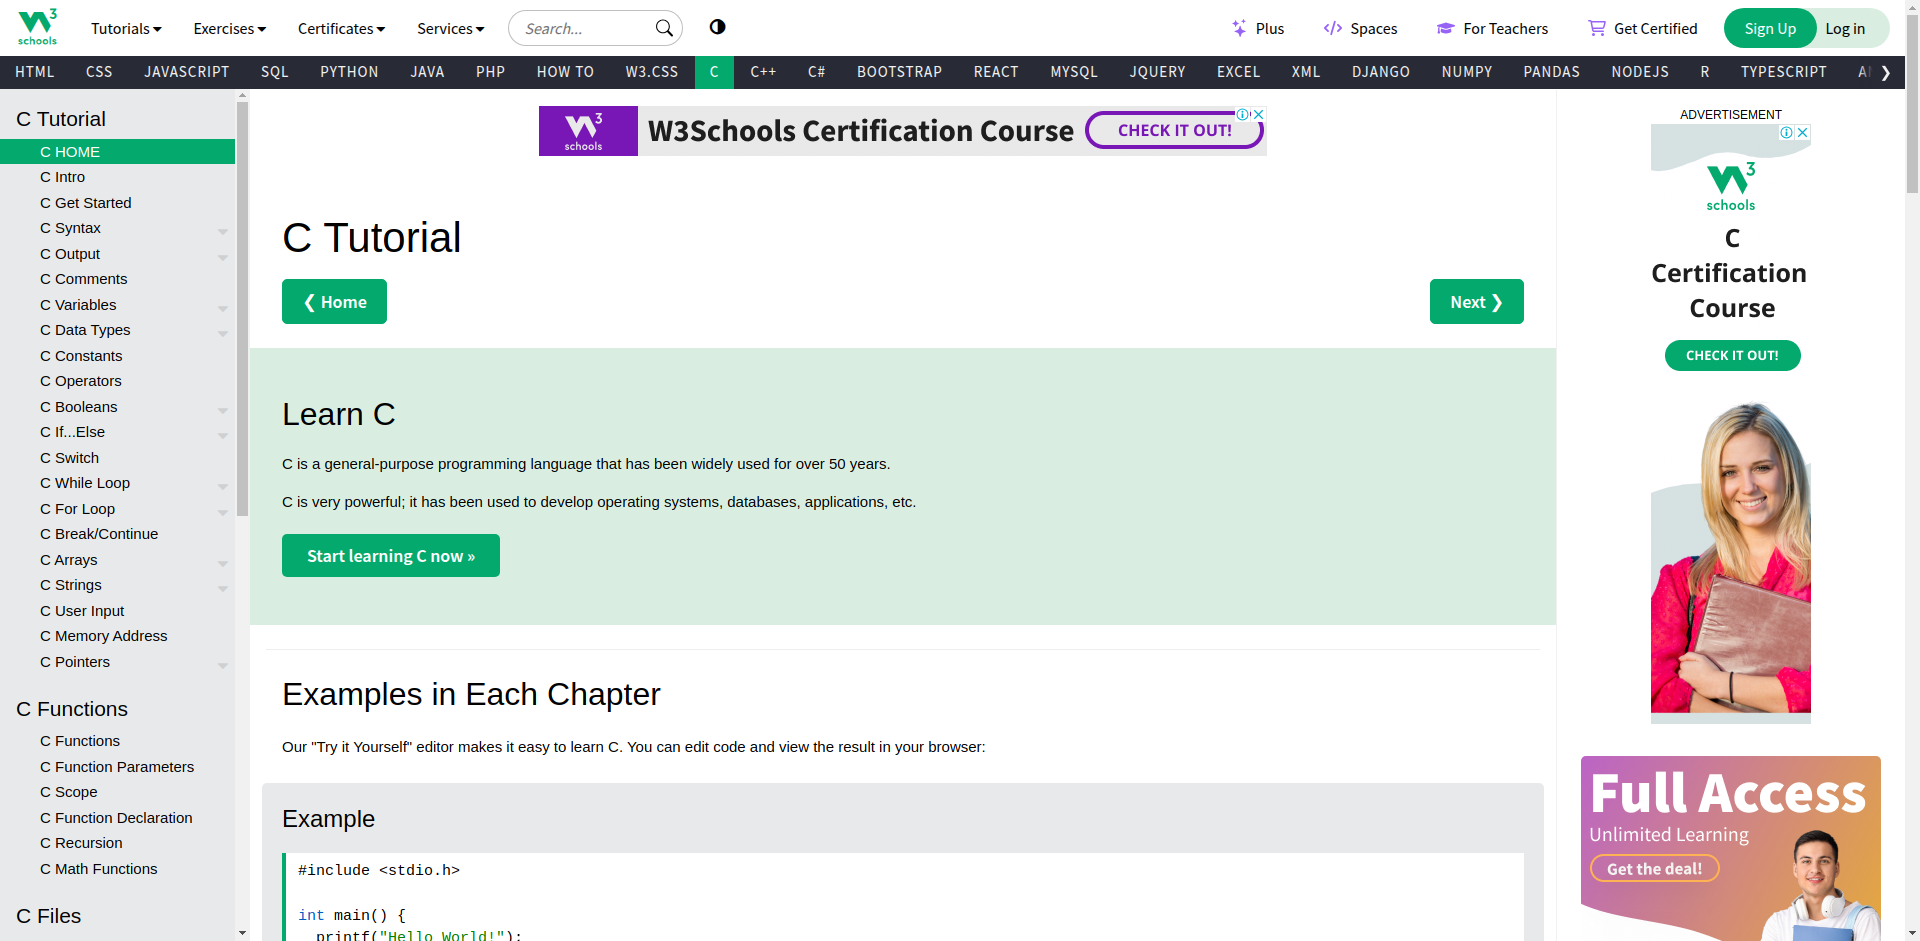 W3 schools
Tutorials Exercises Certificates Services Search... Plus Spaces For Teachers Get Certified Sign Up Log in
HTML CSS JAVASCRIPT SQL PYTHON JAVA PHP HOW TO W3.CSS C C++ C# BOOTSTRAP REACT MYSQL JQUERY EXCEL XML DJANGO NUMPY PANDAS NODEJS R TYPESCRIPT ❯
C Tutorial
C HOME
C Intro
C Get Started
C Syntax
C Output
C Comments
C Variables
C Data Types
C Constants
C Operators
C Booleans
C If...Else
C Switch
C While Loop
C For Loop
C Break/Continue
C Arrays
C Strings
C User Input
C Memory Address
C Pointers
C Functions
C Functions
C Function Parameters
C Scope
C Function Declaration
C Recursion
C Math Functions
C Files
W3 schools W3Schools Certification Course CHECK IT OUT!
C Tutorial
❮ Home Next ❯
Learn C
C is a general-purpose programming language that has been widely used for over 50 years.
C is very powerful; it has been used to develop operating systems, databases, applications, etc.
Start learning C now »
Examples in Each Chapter
Our "Try it Yourself" editor makes it easy to learn C. You can edit code and view the result in your browser:
Example
#include <stdio.h>
int main() {
printf("Hello World!");
ADVERTISEMENT
W3 schools
C
Certification
Course
CHECK IT OUT!
Full Access
Unlimited Learning
Get the deal!